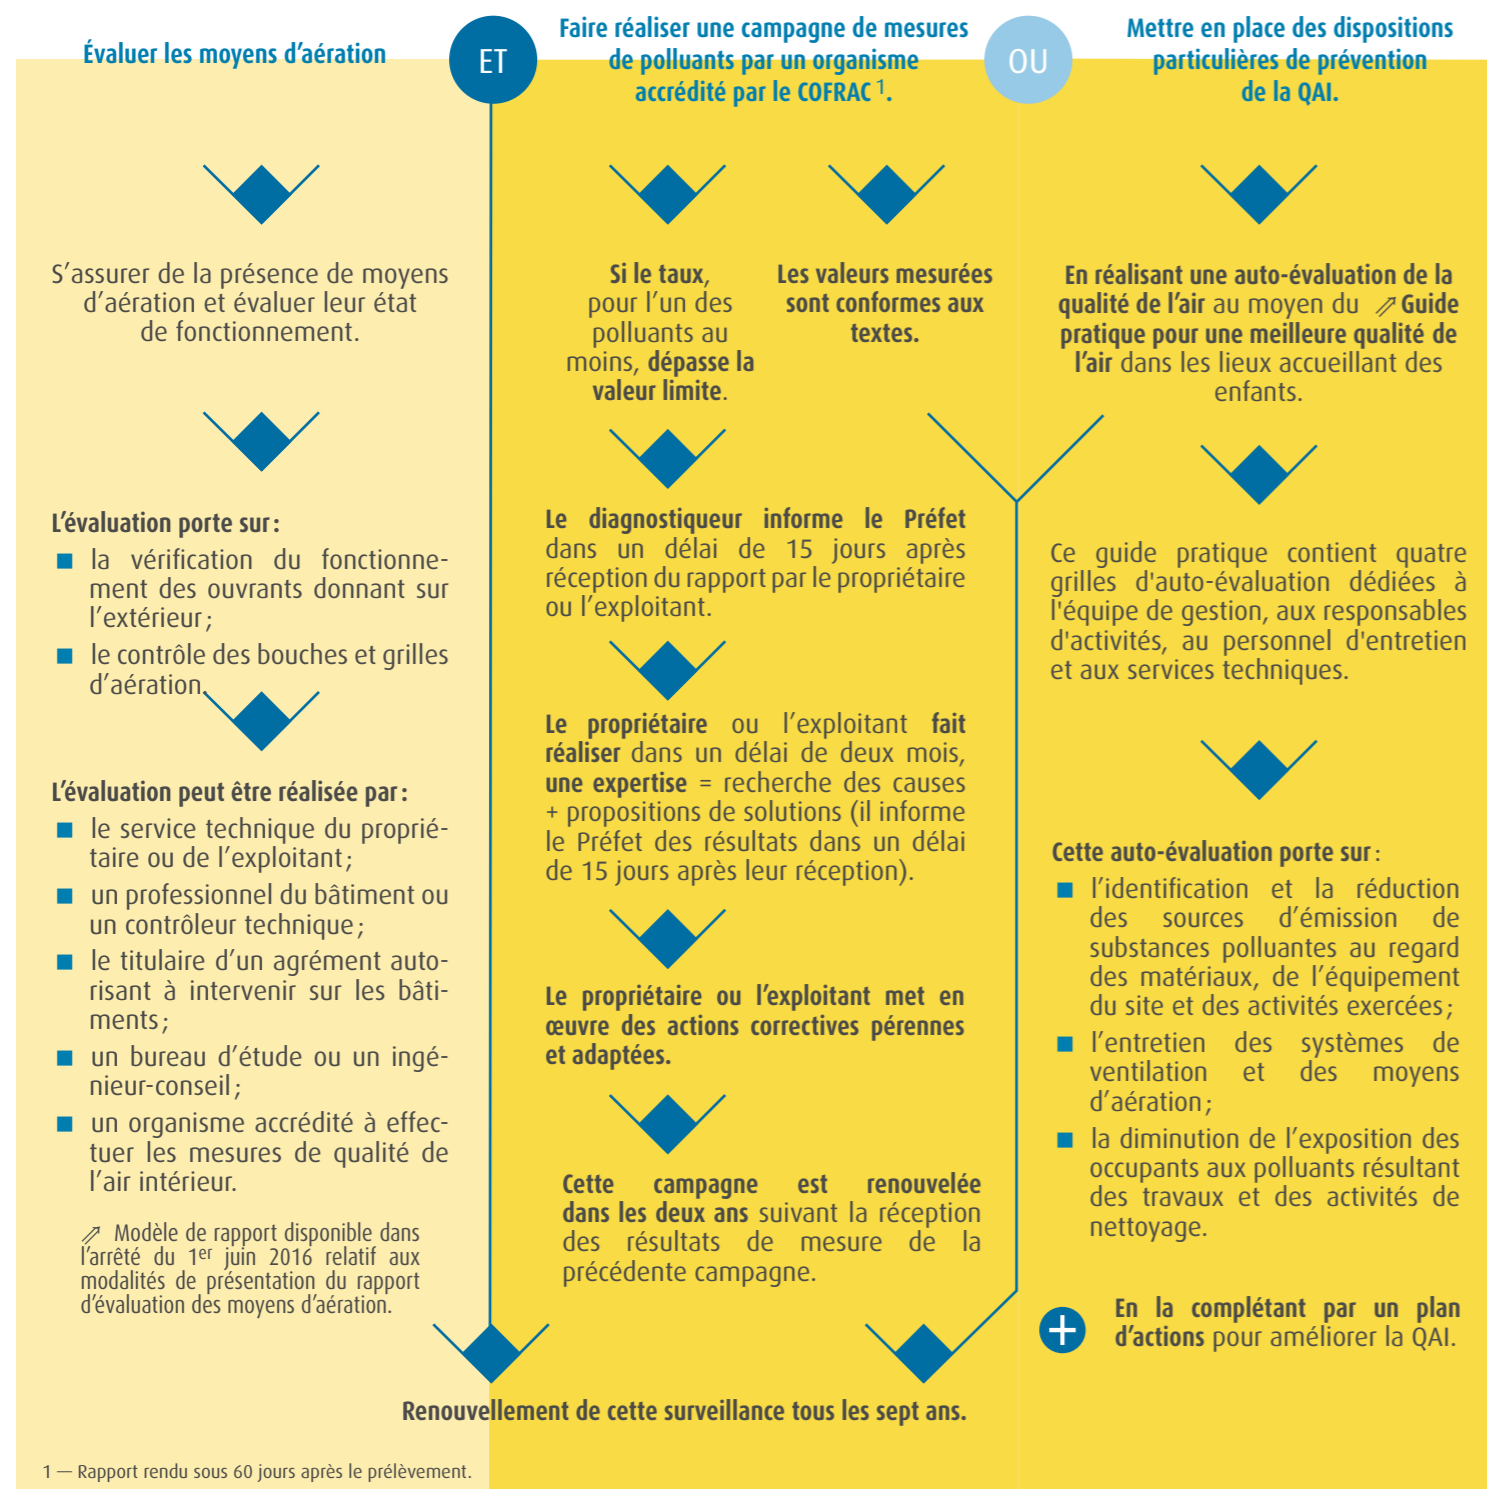 Évaluer les moyens d’aération
ET
Faire réaliser une campagne de mesures
de polluants par un organisme
accrédité par le COFRAC 1.
OU
Mettre en place des dispositions
particulières de prévention
de la QAI.
S’assurer de la présence de moyens
d’aération et évaluer leur état
de fonctionnement.
L’évaluation porte sur :
■ la vérification du fonctionne-
ment des ouvrants donnant sur
l’extérieur ;
■ le contrôle des bouches et grilles
d’aération.
L’évaluation peut être réalisée par :
■ le service technique du proprié-
taire ou de l’exploitant ;
■ un professionnel du bâtiment ou
un contrôleur technique ;
■ le titulaire d’un agrément auto-
risant à intervenir sur les bâti-
ments ;
■ un bureau d’étude ou un ingé-
nieur-conseil ;
■ un organisme accrédité à effec-
tuer les mesures de qualité de
l’air intérieur.
⇗ Modèle de rapport disponible dans
l’arrêté du 1er juin 2016 relatif aux
modalités de présentation du rapport
d’évaluation des moyens d’aération.
Si le taux,
pour l’un des
polluants au
moins, dépasse la
valeur limite.
Les valeurs mesurées
sont conformes aux
textes.
Le diagnostiqueur informe le Préfet
dans un délai de 15 jours après
réception du rapport par le propriétaire
ou l’exploitant.
Le propriétaire ou l’exploitant fait
réaliser dans un délai de deux mois,
une expertise = recherche des causes
+ propositions de solutions (il informe
le Préfet des résultats dans un délai
de 15 jours après leur réception).
Le propriétaire ou l’exploitant met en
œuvre des actions correctives pérennes
et adaptées.
Cette campagne est renouvelée
dans les deux ans suivant la réception
des résultats de mesure de la
précédente campagne.
En réalisant une auto-évaluation de la
qualité de l’air au moyen du ⇗ Guide
pratique pour une meilleure qualité de
l’air dans les lieux accueillant des
enfants.
Ce guide pratique contient quatre
grilles d'auto-évaluation dédiées à
l'équipe de gestion, aux responsables
d'activités, au personnel d'entretien
et aux services techniques.
Cette auto-évaluation porte sur :
■ l’identification et la réduction
des sources d’émission de
substances polluantes au regard
des matériaux, de l’équipement
du site et des activités exercées ;
■ l’entretien des systèmes de
ventilation et des moyens
d’aération ;
■ la diminution de l’exposition des
occupants aux polluants résultant
des travaux et des activités de
nettoyage.
+ En la complétant par un plan
d’actions pour améliorer la QAI.
Renouvellement de cette surveillance tous les sept ans.
1 — Rapport rendu sous 60 jours après le prélèvement.